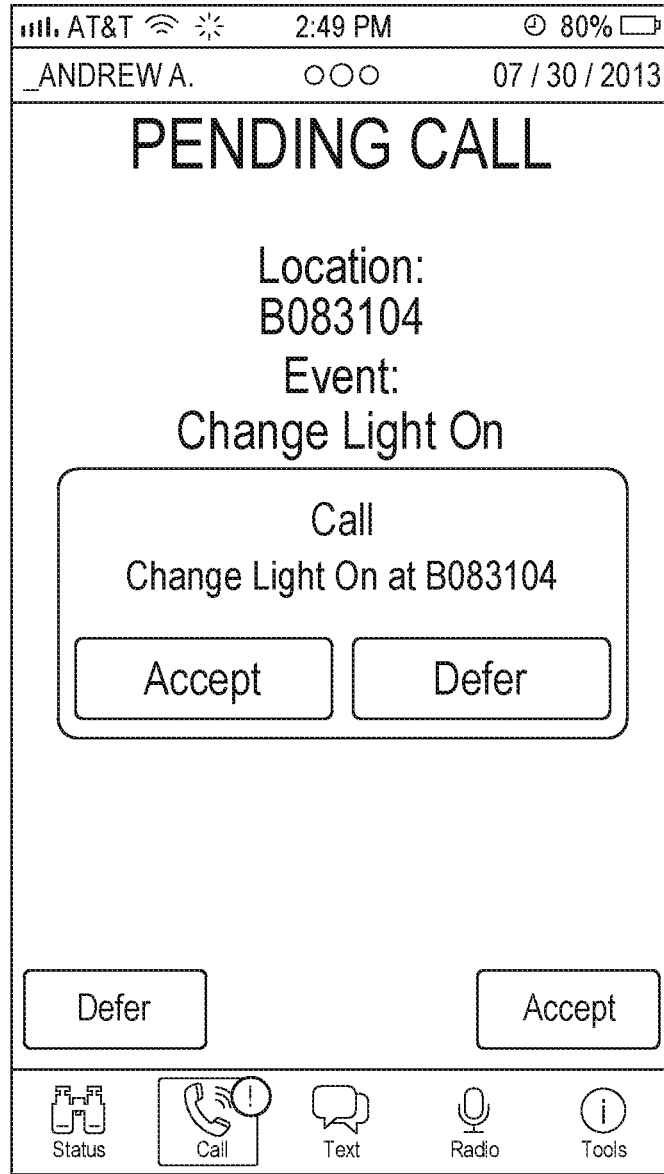 AT&T 2:49 PM 80%
_ANDREW A. 07 / 30 / 2013
PENDING CALL
Location:
B083104
Event:
Change Light On
Call
Change Light On at B083104
Accept Defer
Defer Accept
Status Call ! Text Radio i Tools